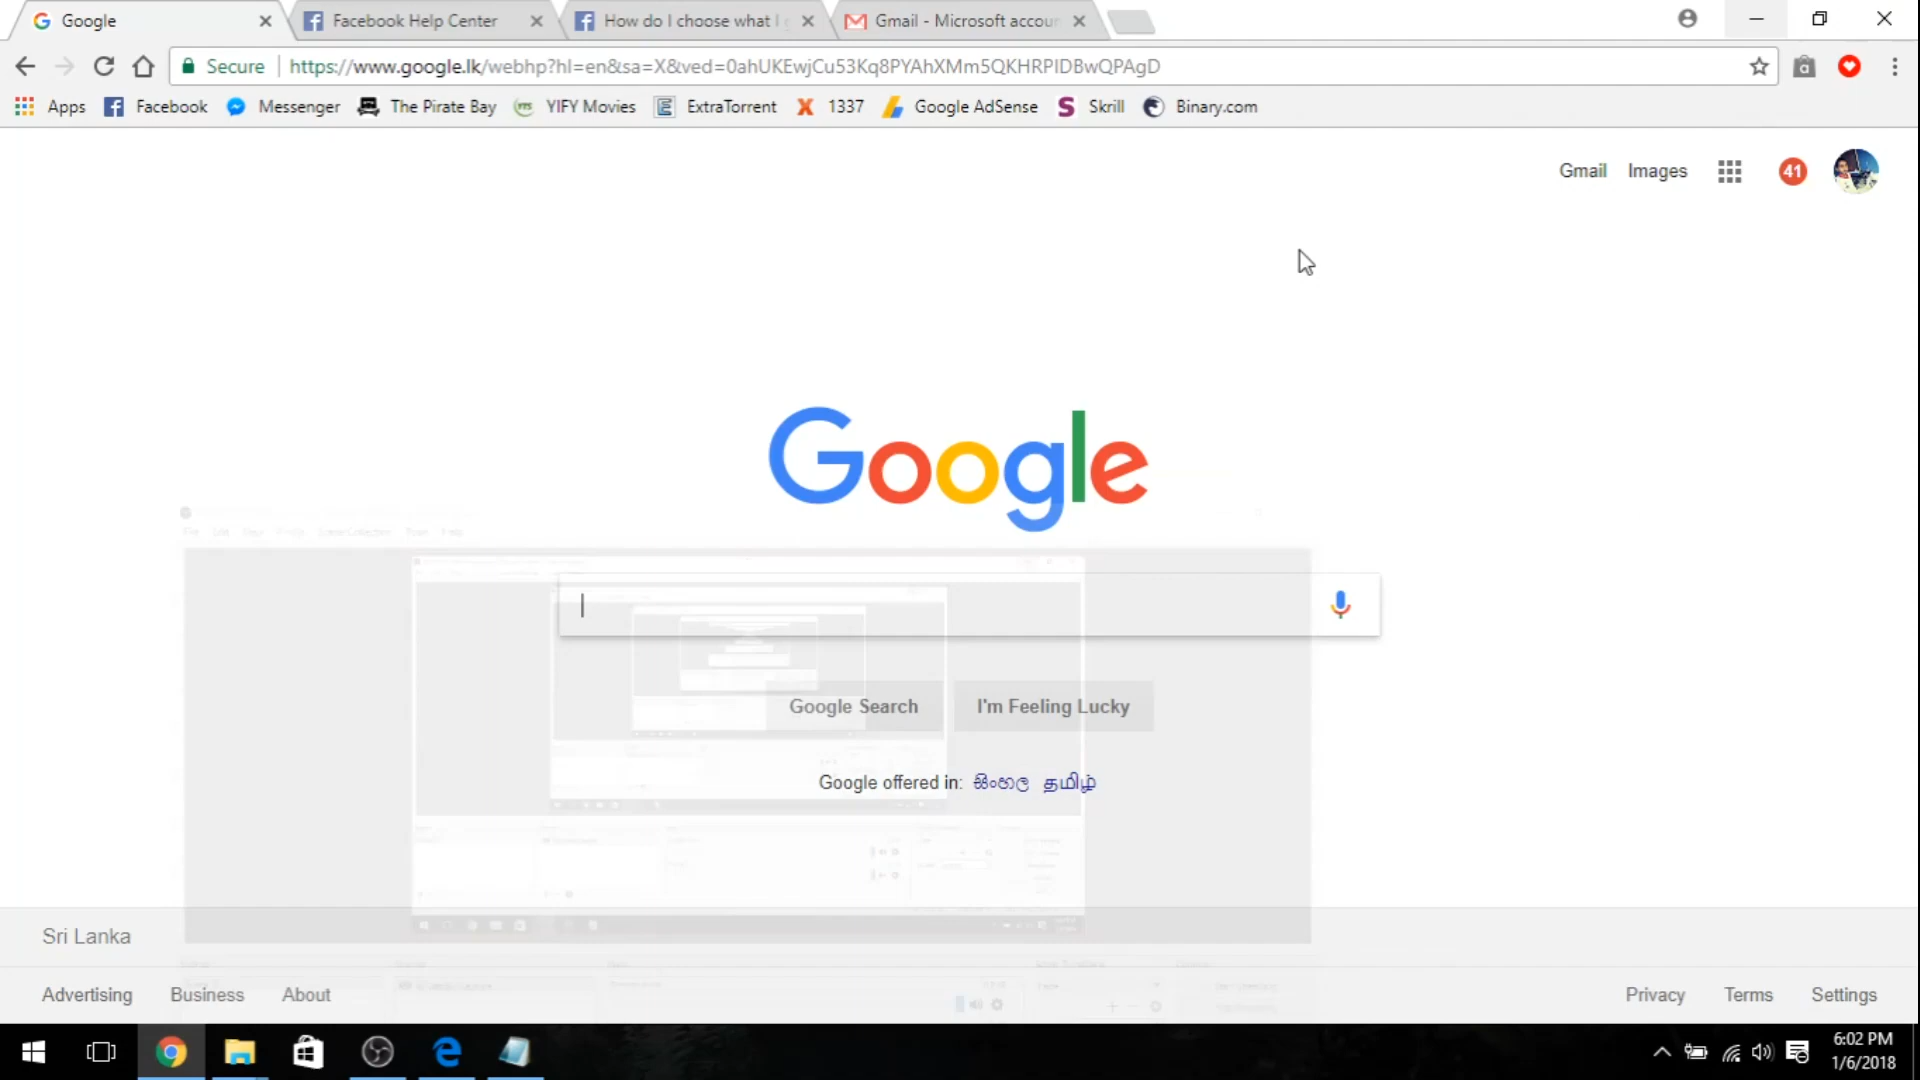 Google
Facebook Help Center
How do I choose what I
Gmail - Microsoft accoun
Secure
https://www.google.lk/webhp?hl=en&sa=X&ved=0ahUKEwjCu53Kq8PYAhXMm5QKHRPIDBwQPAgD
Apps
Facebook
Messenger
The Pirate Bay
YIFY Movies
ExtraTorrent
1337
Google AdSense
Skrill
Binary.com
Gmail
Images
41
Google
Google Search
I'm Feeling Lucky
Google offered in: සිංහල தமிழ்
Sri Lanka
Advertising
Business
About
Privacy
Terms
Settings
6:02 PM
1/6/2018